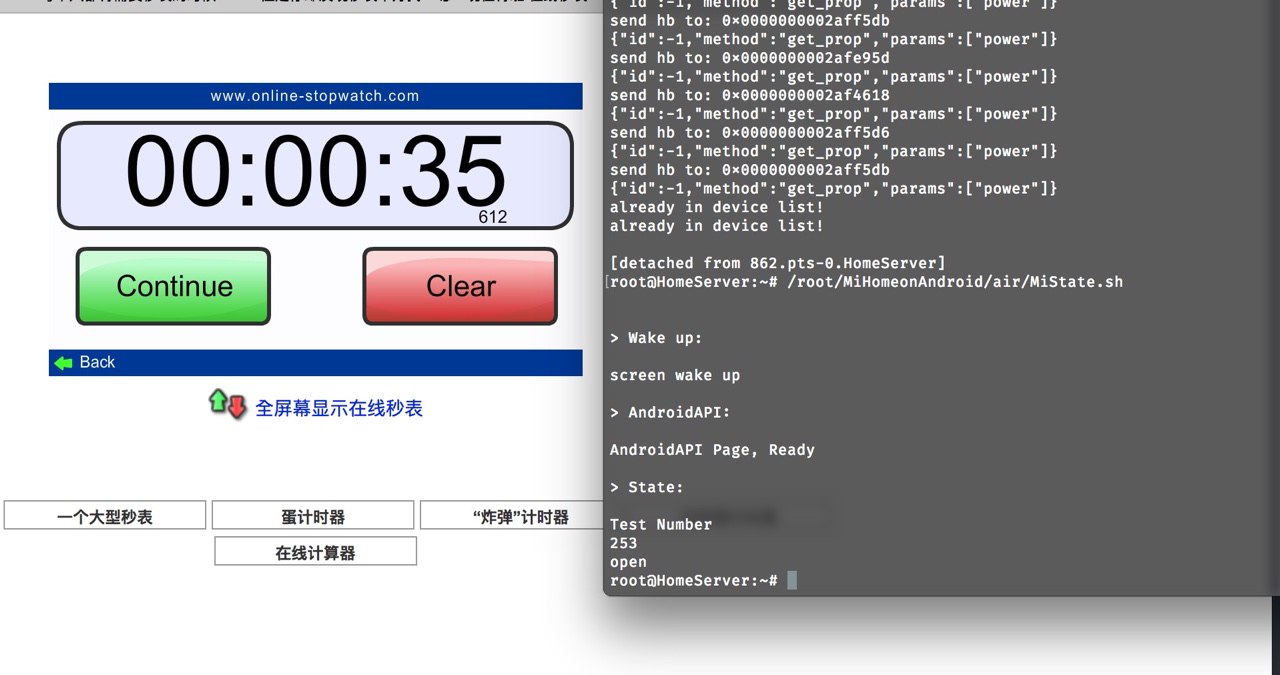 www.online-stopwatch.com
00:00:35
612
Continue
Clear
Back
全屏幕显示在线秒表
一个大型秒表
蛋计时器
“炸弹”计时器
在线计算器
{"id":-1,"method":"get_prop","params":["power"]}
send hb to: 0×0000000002aff5db
{"id":-1,"method":"get_prop","params":["power"]}
send hb to: 0×0000000002afe95d
{"id":-1,"method":"get_prop","params":["power"]}
send hb to: 0×0000000002af4618
{"id":-1,"method":"get_prop","params":["power"]}
send hb to: 0×0000000002aff5d6
{"id":-1,"method":"get_prop","params":["power"]}
send hb to: 0×0000000002aff5db
{"id":-1,"method":"get_prop","params":["power"]}
already in device list!
already in device list!
[detached from 862.pts-0.HomeServer]
[root@HomeServer:~# /root/MiHomeonAndroid/air/MiState.sh
> Wake up:
screen wake up
> AndroidAPI:
AndroidAPI Page, Ready
> State:
Test Number
253
open
root@HomeServer:~#